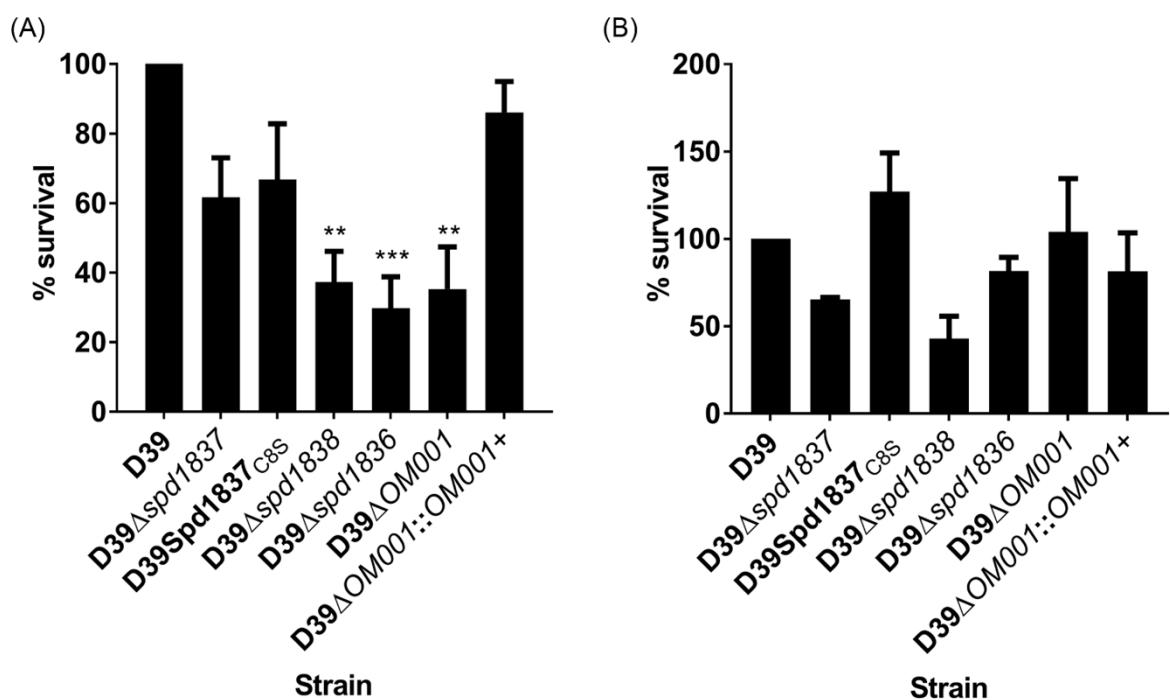 (A)
% survival
100
80
60
40
20
0
**
***
**
D39
D39Δspd1837
D39Spd1837C8S
D39Δspd1838
D39Δspd1836
D39ΔOM001
D39ΔOM001::OM001+
Strain
(B)
% survival
200
150
100
50
0
D39
D39Δspd1837
D39Spd1837C8S
D39Δspd1838
D39Δspd1836
D39ΔOM001
D39ΔOM001::OM001+
Strain